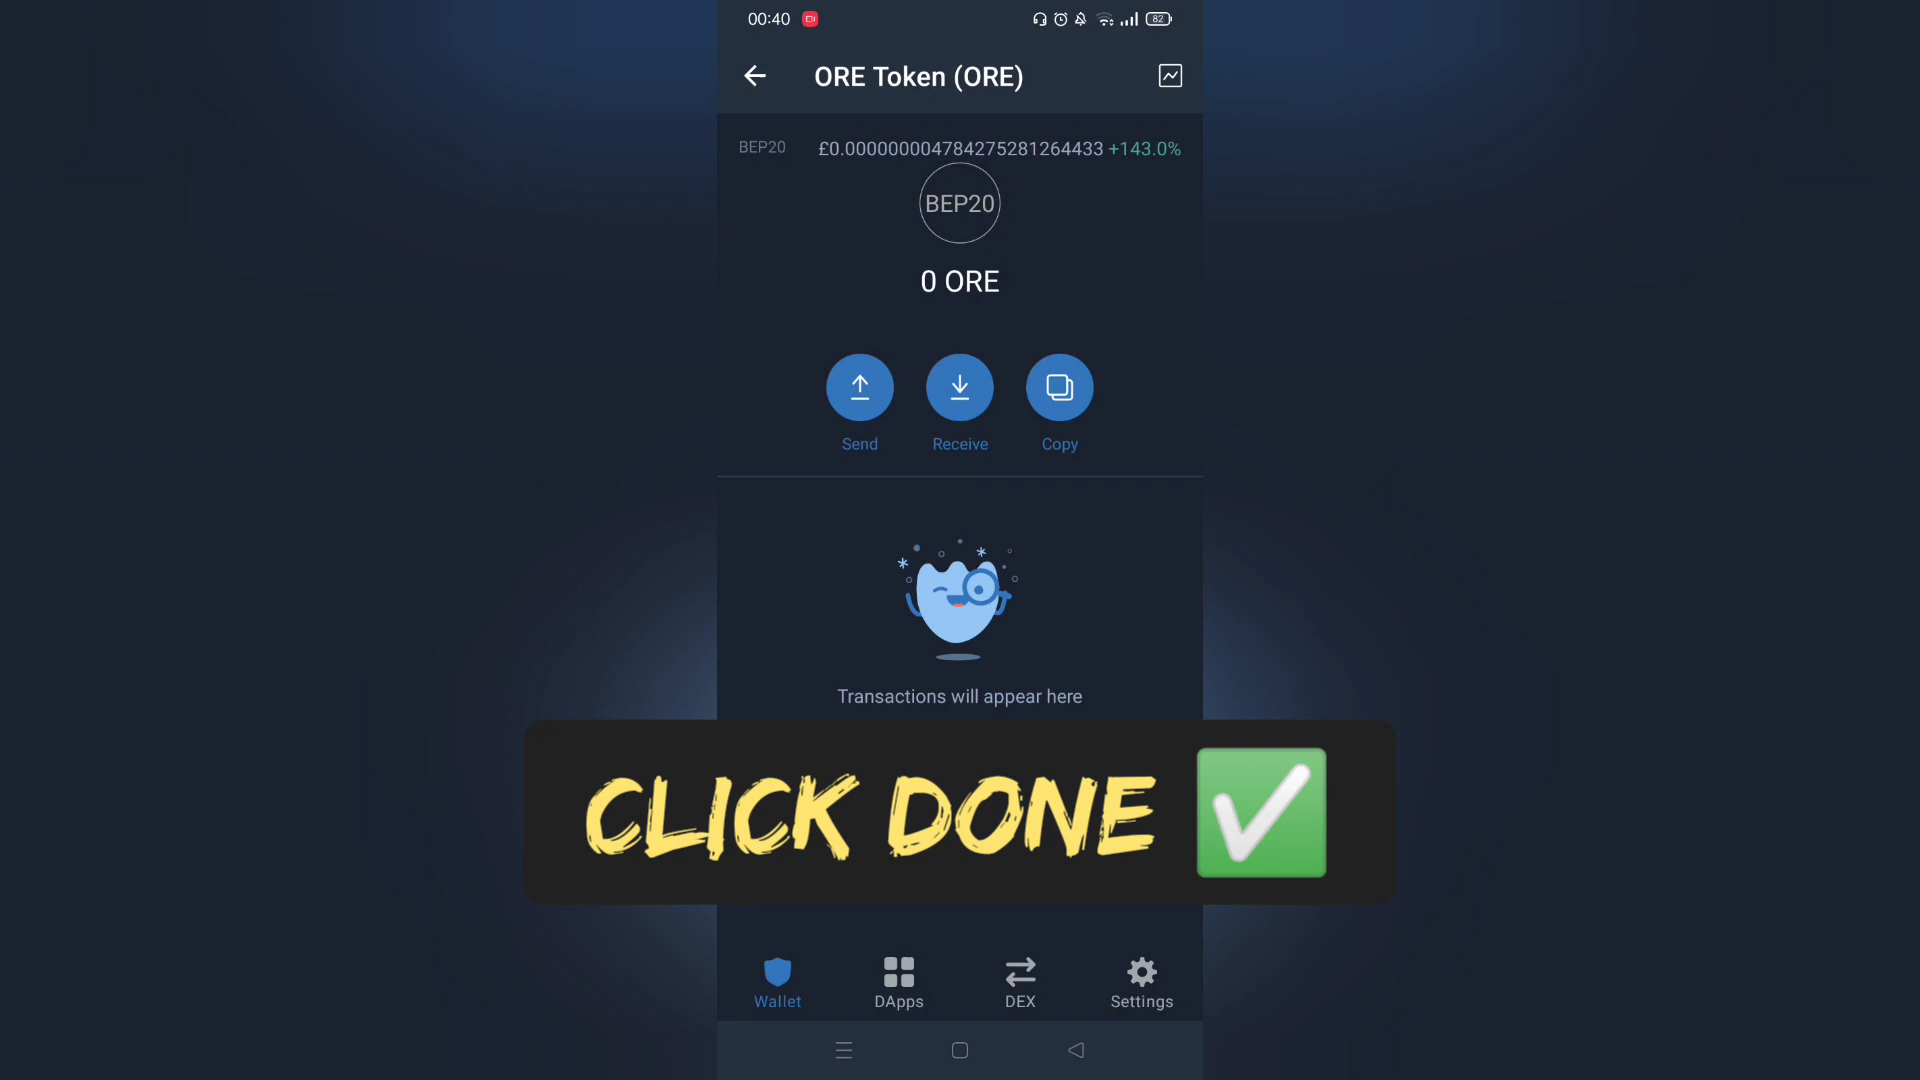 00:40
82
ORE Token (ORE)
BEP20 £0.000000004784275281264433 +143.0%
BEP20
0 ORE
Send Receive Copy
Transactions will appear here
CLICK DONE ✅
Wallet DApps DEX Settings